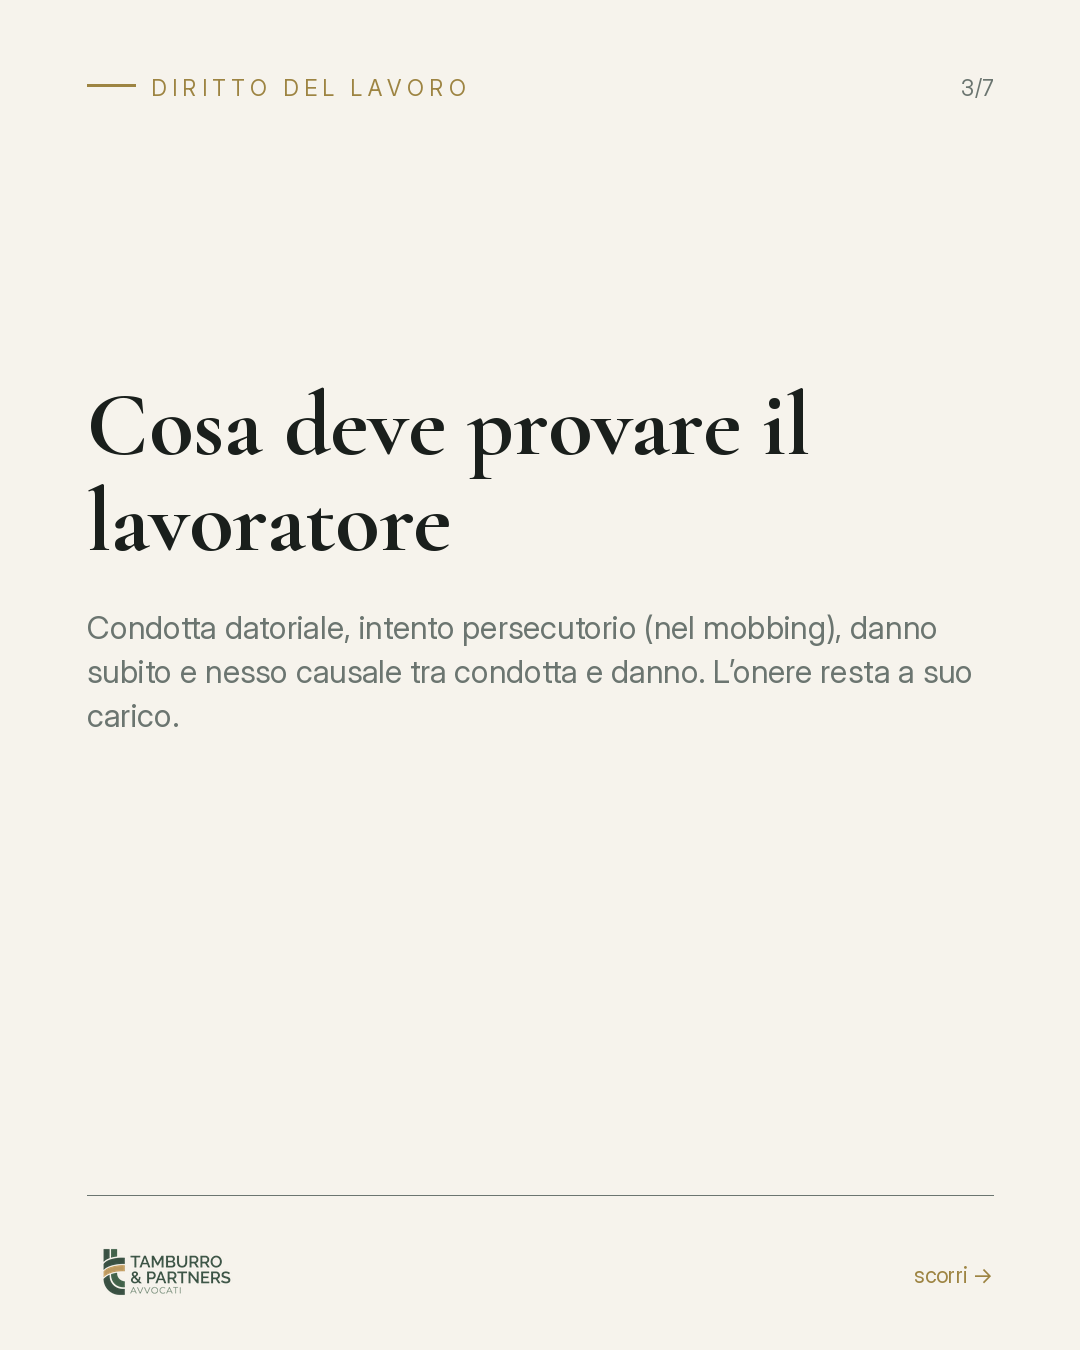 DIRITTO DEL LAVORO
3/7
Cosa deve provare il
lavoratore
Condotta datoriale, intento persecutorio (nel mobbing), danno
subito e nesso causale tra condotta e danno. L’onere resta a suo
carico.
TAMBURRO
& PARTNERS
AVVOCATI
scorri →